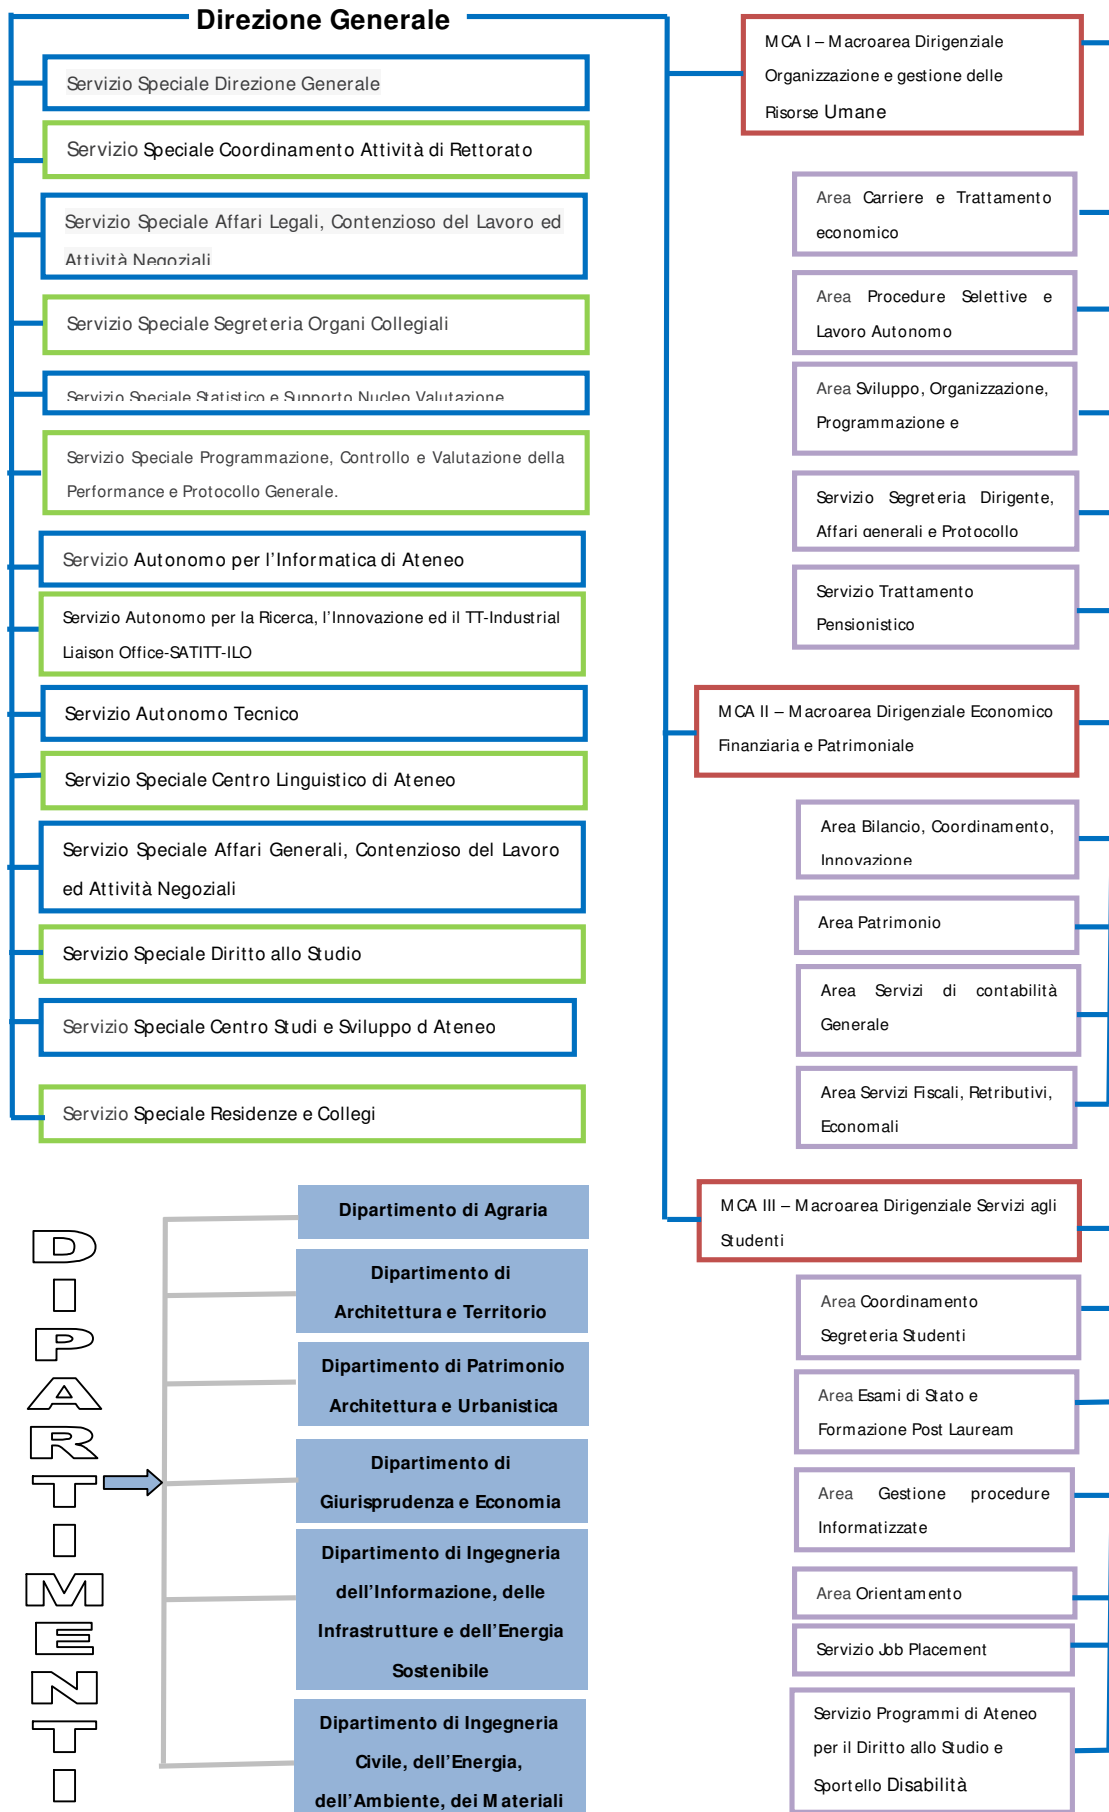 Direzione Generale
Servizio Speciale Direzione Generale
Servizio Speciale Coordinamento Attività di Rettorato
Servizio Speciale Affari Legali, Contenzioso del Lavoro ed
Attività Negoziali
Servizio Speciale Segreteria Organi Collegiali
Servizio Speciale Statistico e Supporto Nucleo Valutazione
Servizio Speciale Programmazione, Controllo e Valutazione della
Performance e Protocollo Generale.
Servizio Autonomo per l'Informatica di Ateneo
Servizio Autonomo per la Ricerca, l'Innovazione ed il TT-Industrial
Liaison Office-SATITT-ILO
Servizio Autonomo Tecnico
Servizio Speciale Centro Linguistico di Ateneo
Servizio Speciale Affari Generali, Contenzioso del Lavoro
ed Attività Negoziali
Servizio Speciale Diritto allo Studio
Servizio Speciale Centro Studi e Sviluppo d Ateneo
Servizio Speciale Residenze e Collegi
MCA I – Macroarea Dirigenziale
Organizzazione e gestione delle
Risorse Umane
Area Carriere e Trattamento
economico
Area Procedure Selettive e
Lavoro Autonomo
Area Sviluppo, Organizzazione,
Programmazione e
Servizio Segreteria Dirigente,
Affari generali e Protocollo
Servizio Trattamento
Pensionistico
MCA II – Macroarea Dirigenziale Economico
Finanziaria e Patrimoniale
Area Bilancio, Coordinamento,
Innovazione
Area Patrimonio
Area Servizi di contabilità
Generale
Area Servizi Fiscali, Retributivi,
Economali
MCA III – Macroarea Dirigenziale Servizi agli
Studenti
Area Coordinamento
Segreteria Studenti
Area Esami di Stato e
Formazione Post Lauream
Area Gestione procedure
Informatizzate
Area Orientamento
Servizio Job Placement
Servizio Programmi di Ateneo
per il Diritto allo Studio e
Sportello Disabilità
DIPARTIMENTI
Dipartimento di Agraria
Dipartimento di
Architettura e Territorio
Dipartimento di Patrimonio
Architettura e Urbanistica
Dipartimento di
Giurisprudenza e Economia
Dipartimento di Ingegneria
dell'Informazione, delle
Infrastrutture e dell'Energia
Sostenibile
Dipartimento di Ingegneria
Civile, dell'Energia,
dell'Ambiente, dei Materiali